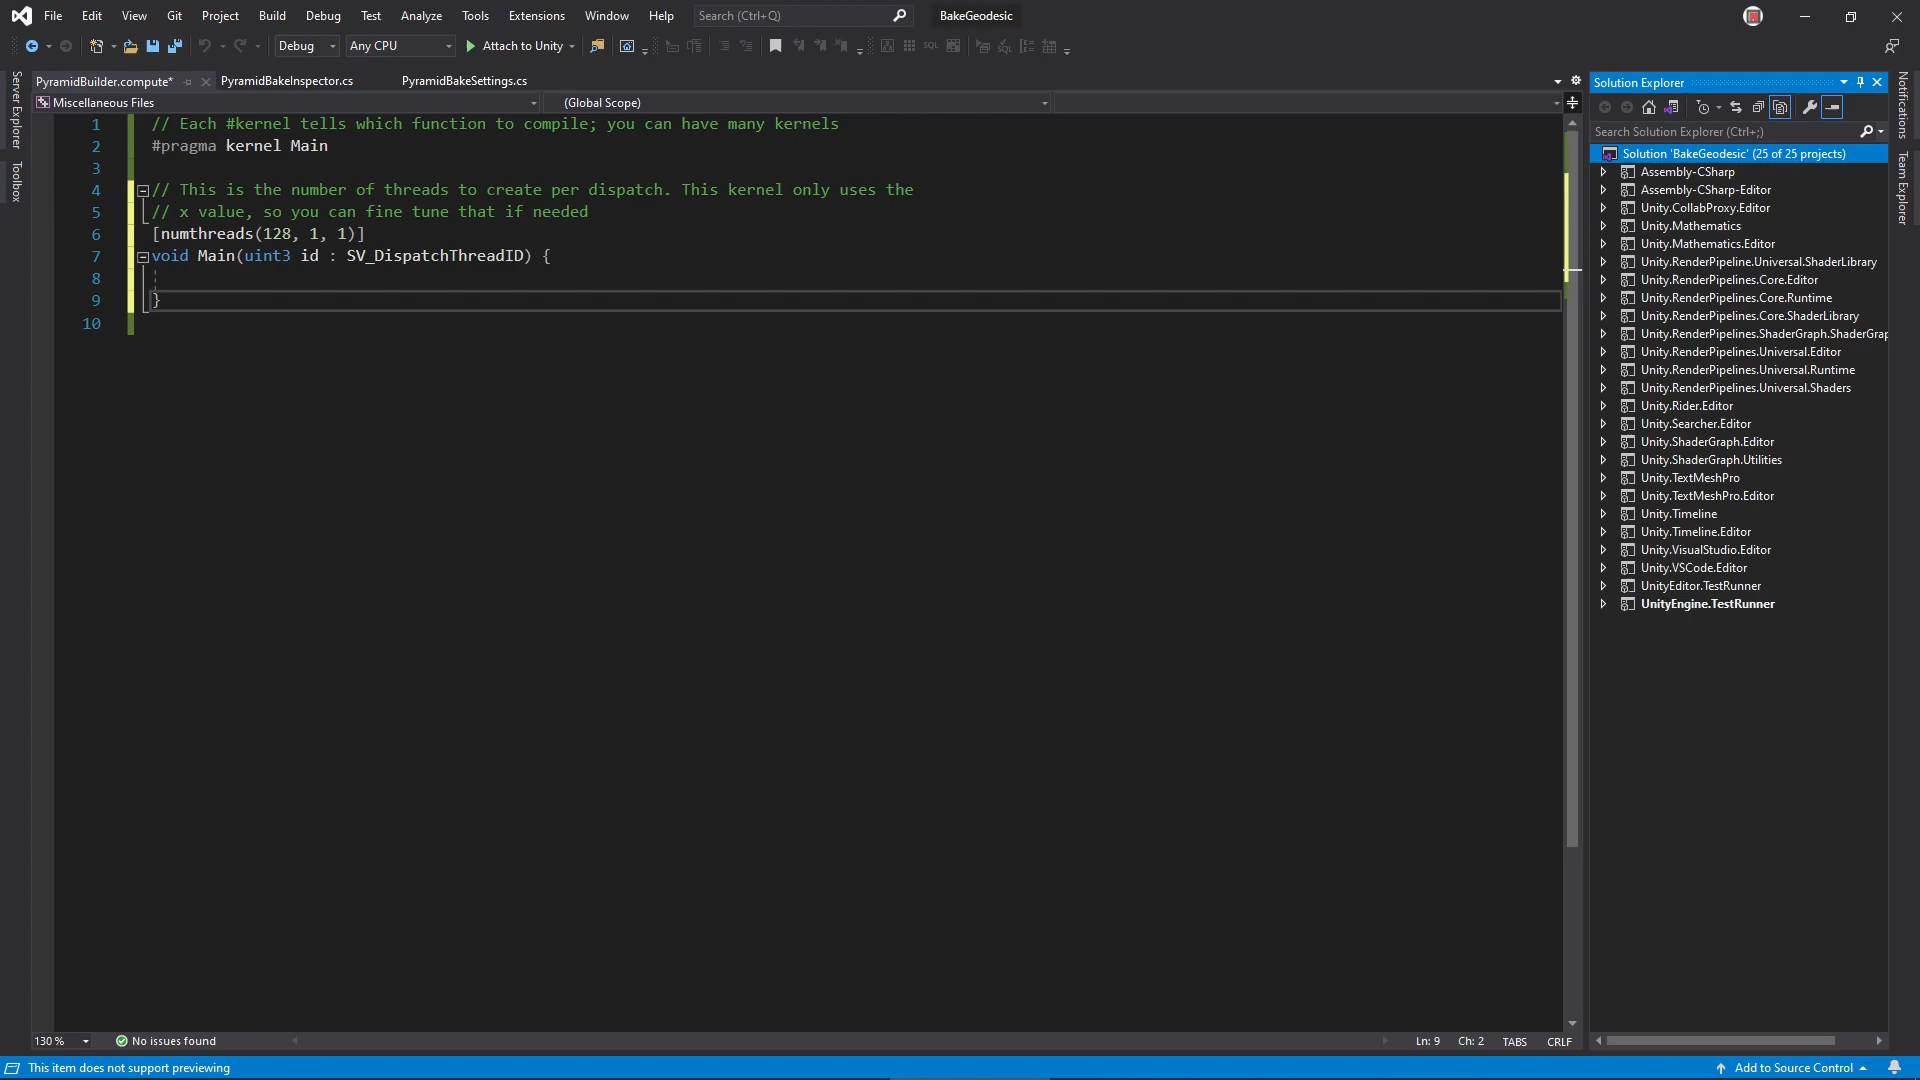 File Edit View Git Project Build Debug Test Analyze Tools Extensions Window Help Search (Ctrl+Q) BakeGeodesic
Debug Any CPU Attach to Unity
Server Explorer
Toolbox
PyramidBuilder.compute* PyramidBakeInspector.cs PyramidBakeSettings.cs
Miscellaneous Files (Global Scope)
1 // Each #kernel tells which function to compile; you can have many kernels
2 #pragma kernel Main
3
4 // This is the number of threads to create per dispatch. This kernel only uses the
5 // x value, so you can fine tune that if needed
6 [numthreads(128, 1, 1)]
7 void Main(uint3 id : SV_DispatchThreadID) {
8
9 }
10
130 % No issues found Ln: 9 Ch: 2 TABS CRLF
Solution Explorer
Search Solution Explorer (Ctrl+;)
Solution 'BakeGeodesic' (25 of 25 projects)
Assembly-CSharp
Assembly-CSharp-Editor
Unity.CollabProxy.Editor
Unity.Mathematics
Unity.Mathematics.Editor
Unity.RenderPipeline.Universal.ShaderLibrary
Unity.RenderPipelines.Core.Editor
Unity.RenderPipelines.Core.Runtime
Unity.RenderPipelines.Core.ShaderLibrary
Unity.RenderPipelines.ShaderGraph.ShaderGrap
Unity.RenderPipelines.Universal.Editor
Unity.RenderPipelines.Universal.Runtime
Unity.RenderPipelines.Universal.Shaders
Unity.Rider.Editor
Unity.Searcher.Editor
Unity.ShaderGraph.Editor
Unity.ShaderGraph.Utilities
Unity.TextMeshPro
Unity.TextMeshPro.Editor
Unity.Timeline
Unity.Timeline.Editor
Unity.VisualStudio.Editor
Unity.VSCode.Editor
UnityEditor.TestRunner
UnityEngine.TestRunner
Notifications
Team Explorer
This item does not support previewing Add to Source Control